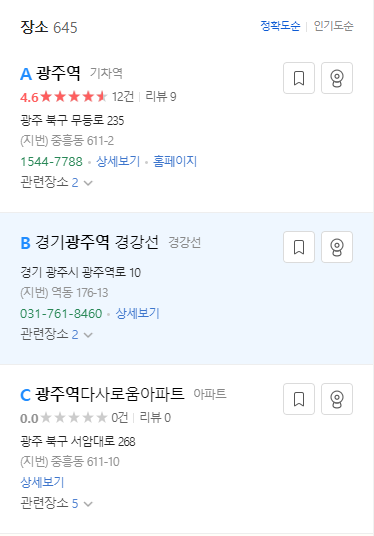 장소 645
정확도순 인기도순
A 광주역 기차역
4.6 12건 리뷰 9
광주 북구 무등로 235
(지번) 중흥동 611-2
1544-7788 · 상세보기 · 홈페이지
관련장소 2
B 경기광주역 경강선 경강선
경기 광주시 광주역로 10
(지번) 역동 176-13
031-761-8460 · 상세보기
관련장소 2
C 광주역다사로움아파트 아파트
0.0 0건 리뷰 0
광주 북구 서암대로 268
(지번) 중흥동 611-10
상세보기
관련장소 5